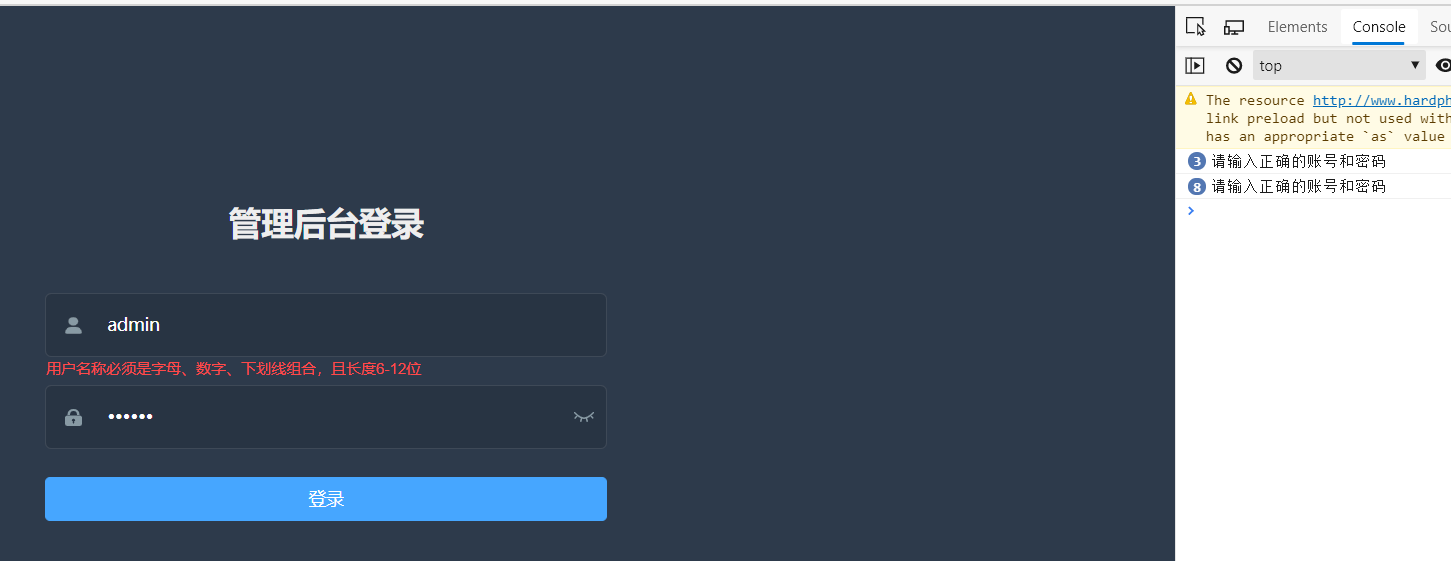 管理后台登录
admin
用户名称必须是字母、数字、下划线组合，且长度6-12位
••••••
登录
Elements Console Sou
top
The resource http://www.hardph
link preload but not used with
has an appropriate `as` value
3 请输入正确的账号和密码
8 请输入正确的账号和密码